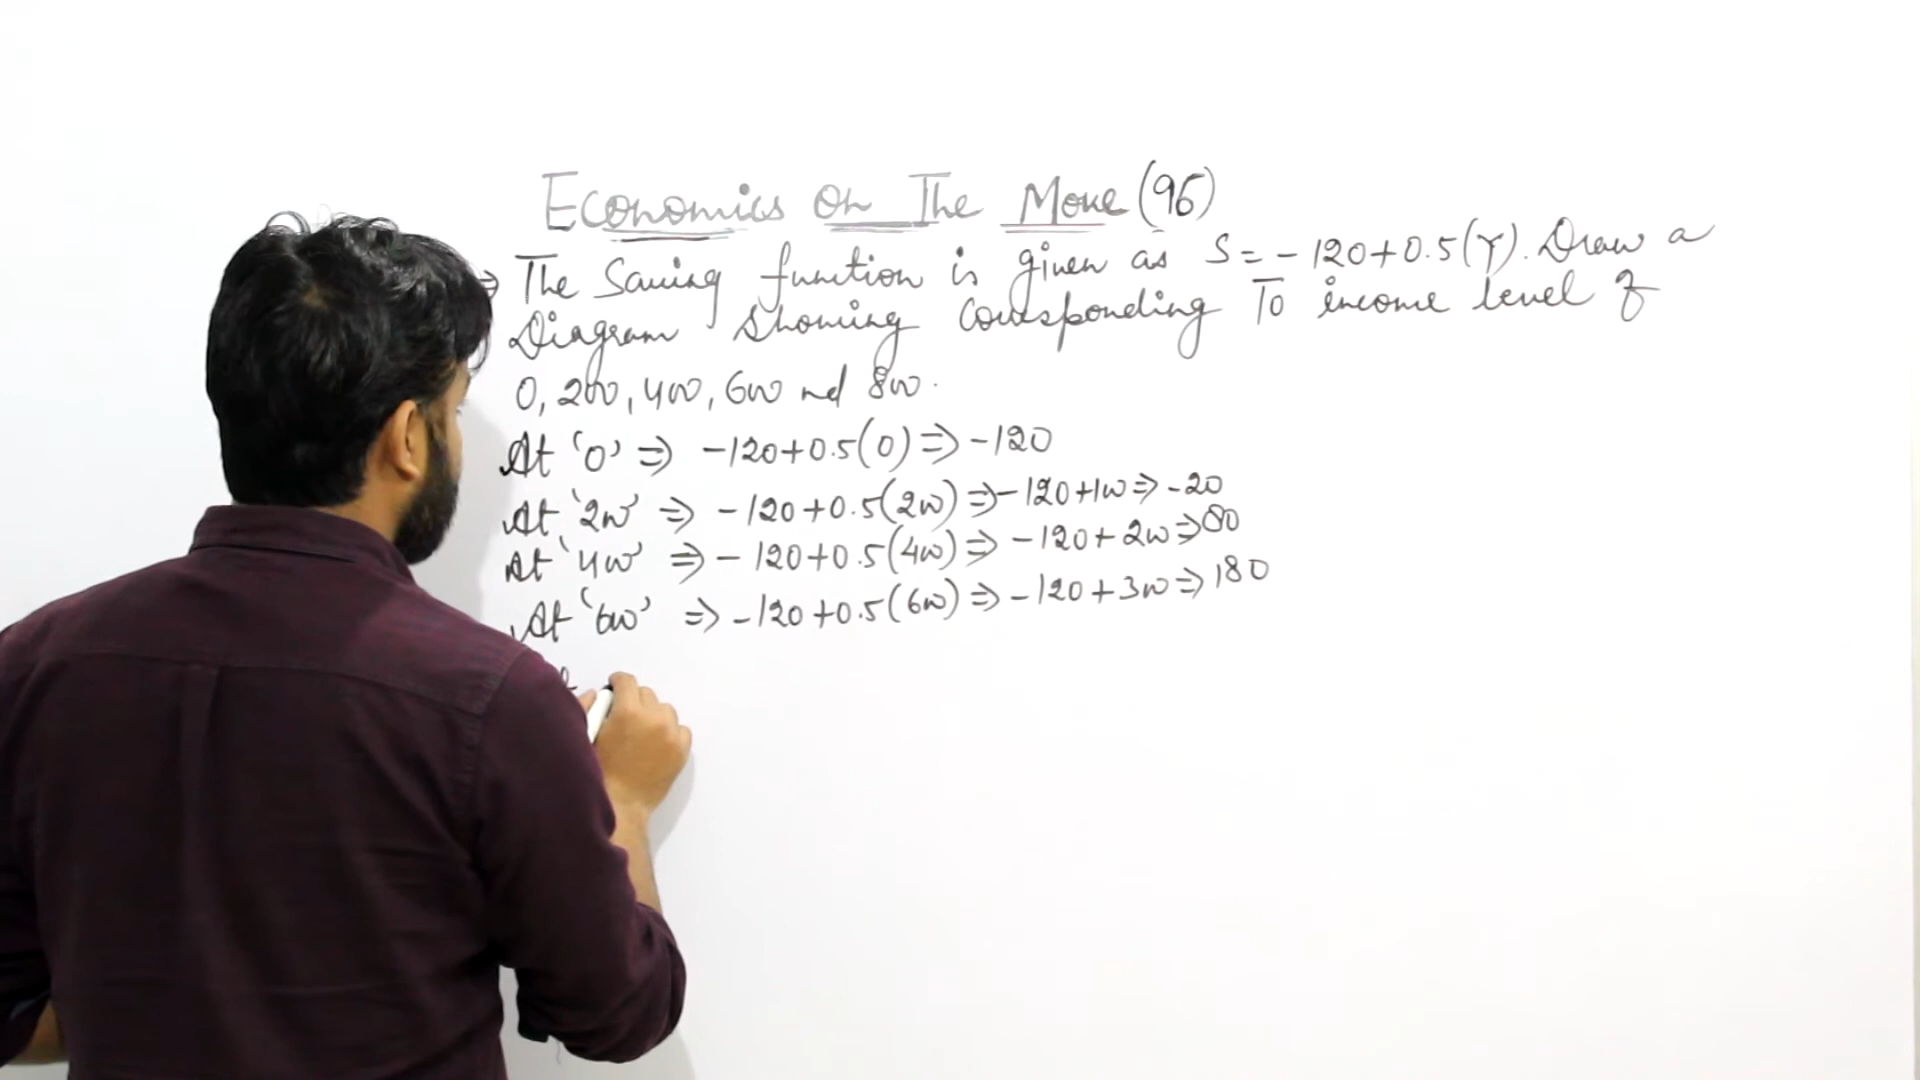 Economics On The Move (96)
⇒ The Saving function is given as S = -120+0.5(Y). Draw a
Diagram showing Corresponding To income level of
0, 200, 400, 600 nd 800.
At '0' ⇒ -120+0.5(0) ⇒ -120
At '200' ⇒ -120+0.5(200) ⇒ -120+100 ⇒ -20
At '400' ⇒ -120+0.5(400) ⇒ -120+200 ⇒ 80
At '600' ⇒ -120+0.5(600) ⇒ -120+300 ⇒ 180